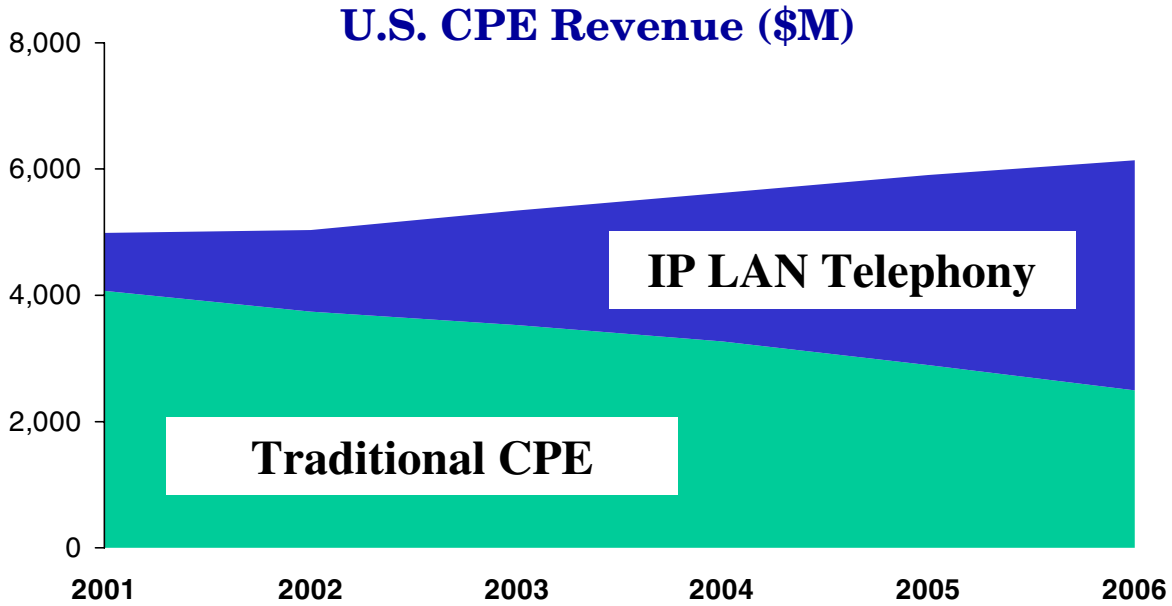 U.S. CPE Revenue ($M)
8,000
6,000
4,000
2,000
0
IP LAN Telephony
Traditional CPE
2001 2002 2003 2004 2005 2006